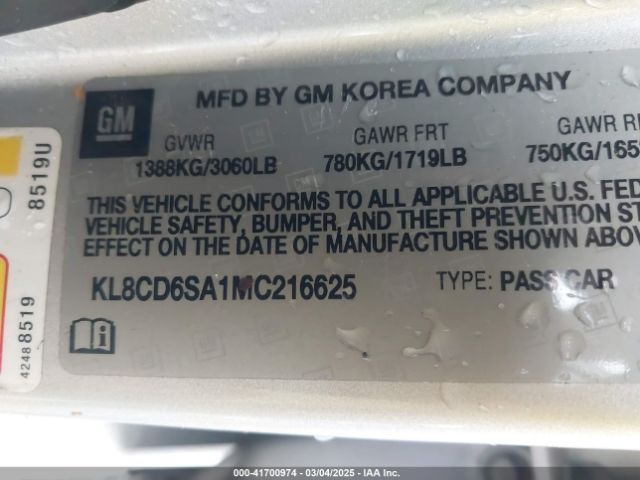 MFD BY GM KOREA COMPANY
GM
GVWR
1388KG/3060LB
GAWR FRT
780KG/1719LB
GAWR
750KG/165
THIS VEHICLE CONFORMS TO ALL APPLICABLE U.S. FED
VEHICLE SAFETY, BUMPER, AND THEFT PREVENTION ST
EFFECT ON THE DATE OF MANUFACTURE SHOWN ABOV
KL8CD6SA1MC216625
TYPE: PASS CAR
8519U
42488519
000-41700974 - 03/04/2025 - IAA Inc.